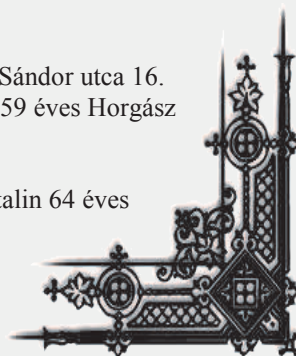 Sándor utca 16.
59 éves Horgász
talin 64 éves